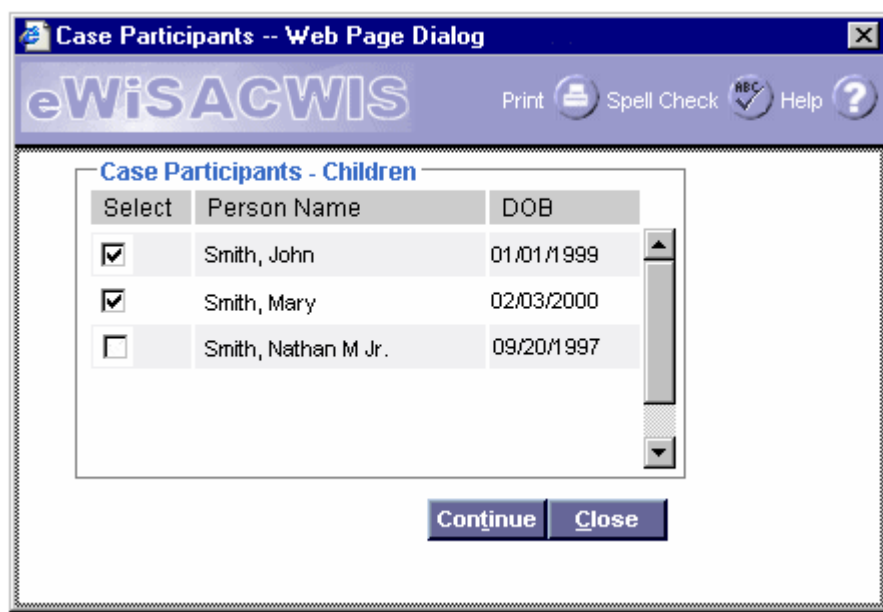 Case Participants -- Web Page Dialog
eWiSACWIS Print Spell Check ABC Help ?
Case Participants - Children
Select Person Name DOB
Smith, John 01/01/1999
Smith, Mary 02/03/2000
Smith, Nathan M Jr. 09/20/1997
Continue Close